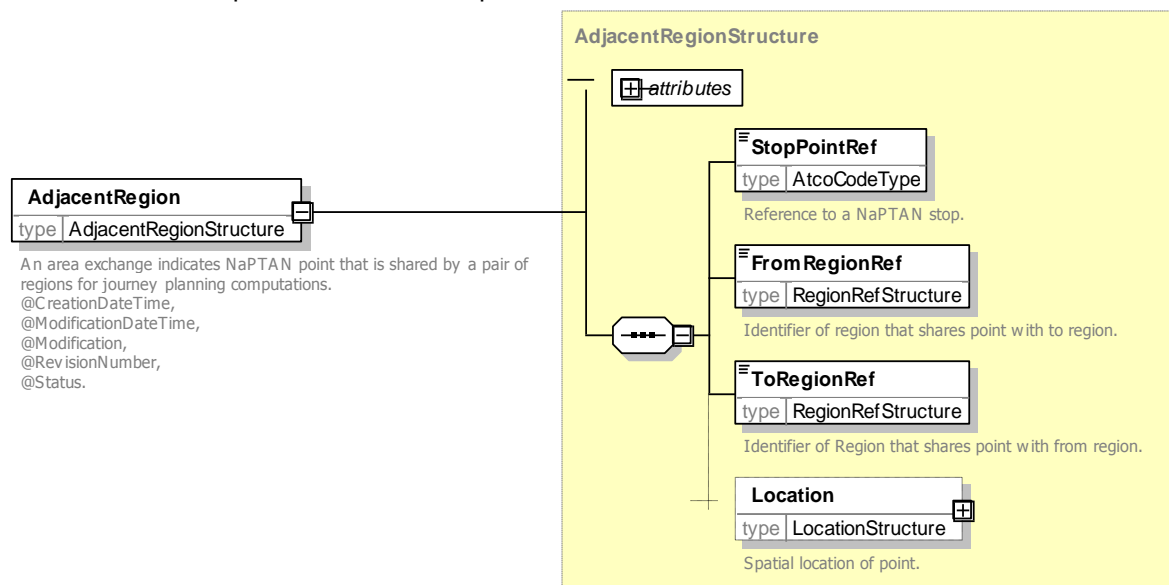 AdjacentRegionStructure
attributes
StopPointRef
type AtcoCodeType
Reference to a NaPTAN stop.
AdjacentRegion
type AdjacentRegionStructure
An area exchange indicates NaPTAN point that is shared by a pair of
regions for journey planning computations.
@CreationDateTime,
@ModificationDateTime,
@Modification,
@RevisionNumber,
@Status.
FromRegionRef
type RegionRefStructure
Identifier of region that shares point with to region.
ToRegionRef
type RegionRefStructure
Identifier of Region that shares point with from region.
Location
type LocationStructure
Spatial location of point.